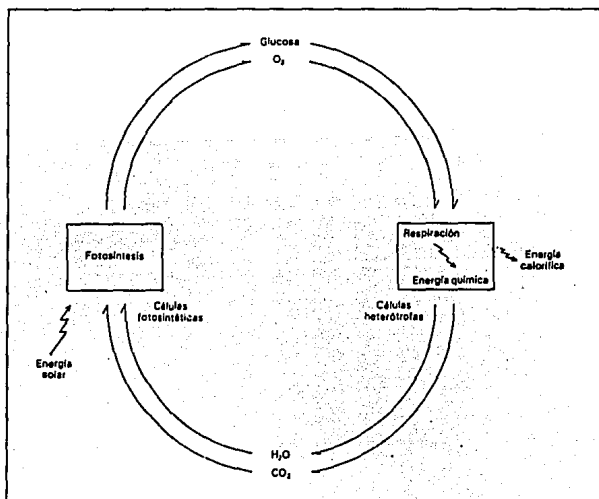 Glucosa
O₂
Fotosíntesis
Respiración
Energía química
Energía
calorífica
Células
fotosintéticas
Células
heterótrofas
Energía
solar
H₂O
CO₂